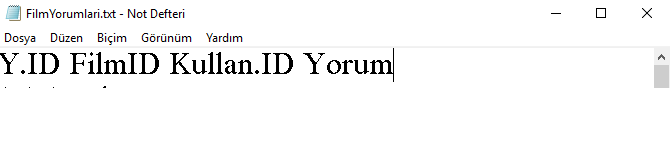 FilmYorumlari.txt - Not Defteri
Dosya Düzen Biçim Görünüm Yardım
Y.ID FilmID Kullan.ID Yorum